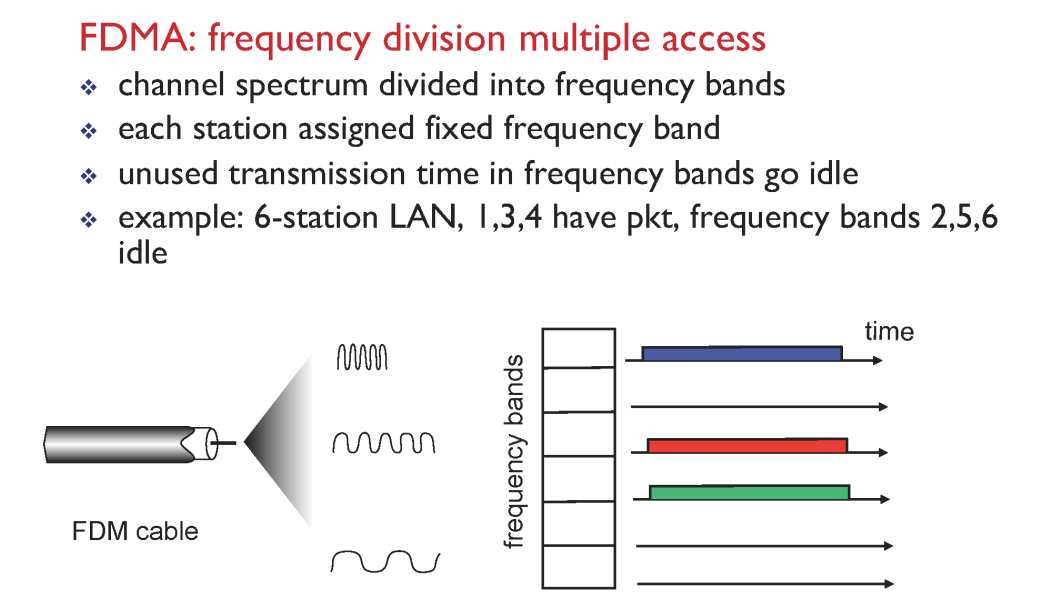 FDMA: frequency division multiple access
❖ channel spectrum divided into frequency bands
❖ each station assigned fixed frequency band
❖ unused transmission time in frequency bands go idle
❖ example: 6-station LAN, 1,3,4 have pkt, frequency bands 2,5,6
idle
time
frequency bands
FDM cable